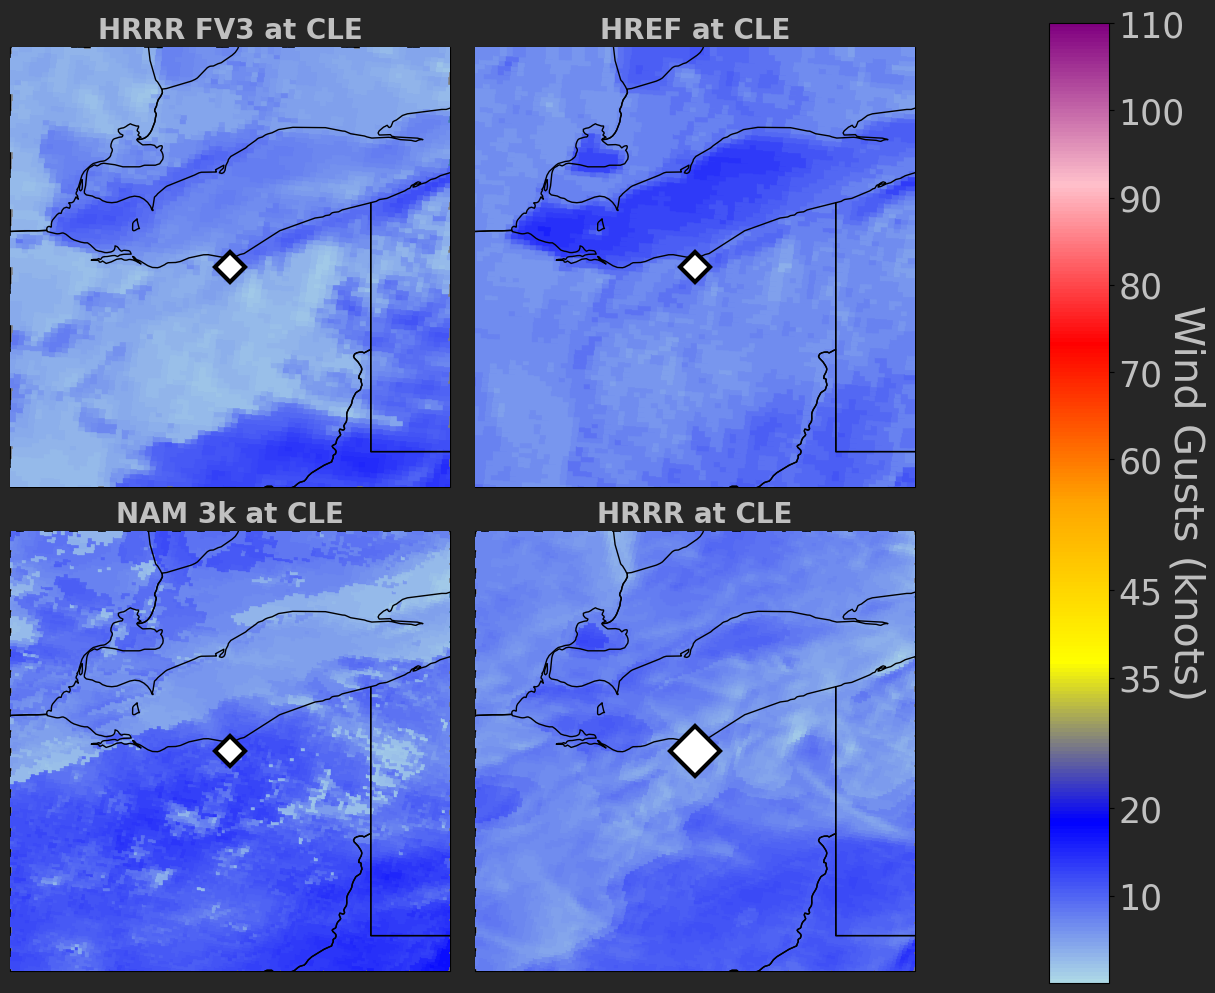 HRRR FV3 at CLE
HREF at CLE
NAM 3k at CLE
HRRR at CLE
110
100
90
80
70
60
45
35
20
10
Wind Gusts (knots)